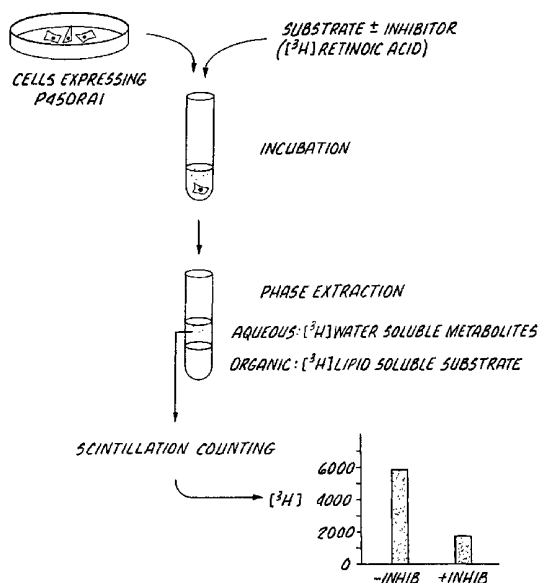 SUBSTRATE ± INHIBITOR
([³H] RETINOIC ACID)
CELLS EXPRESSING
P450RAI
INCUBATION
PHASE EXTRACTION
AQUEOUS: [³H] WATER SOLUBLE METABOLITES
ORGANIC: [³H] LIPID SOLUBLE SUBSTRATE
SCINTILLATION COUNTING
[³H]
6000
4000
2000
0
-INHIB +INHIB